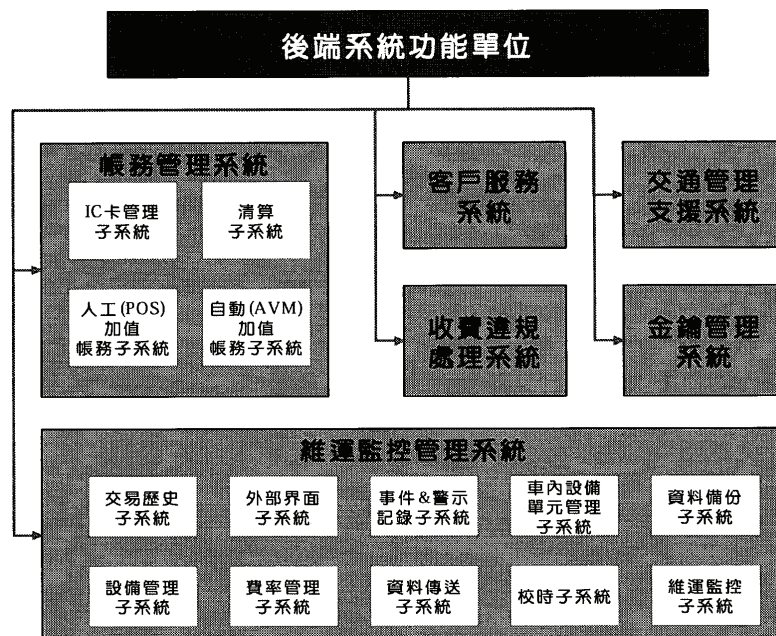 後端系統功能單位
帳務管理系統
IC卡管理
子系統
清算
子系統
人工(POS)
加值
帳務子系統
自動(AVM)
加值
帳務子系統
客戶服務
系統
交通管理
支援系統
收費違規
處理系統
金鑰管理
系統
維運監控管理系統
交易歷史
子系統
外部界面
子系統
事件&警示
記錄子系統
車內設備
單元管理
子系統
資料備份
子系統
設備管理
子系統
費率管理
子系統
資料傳送
子系統
校時子系統
維運監控
子系統